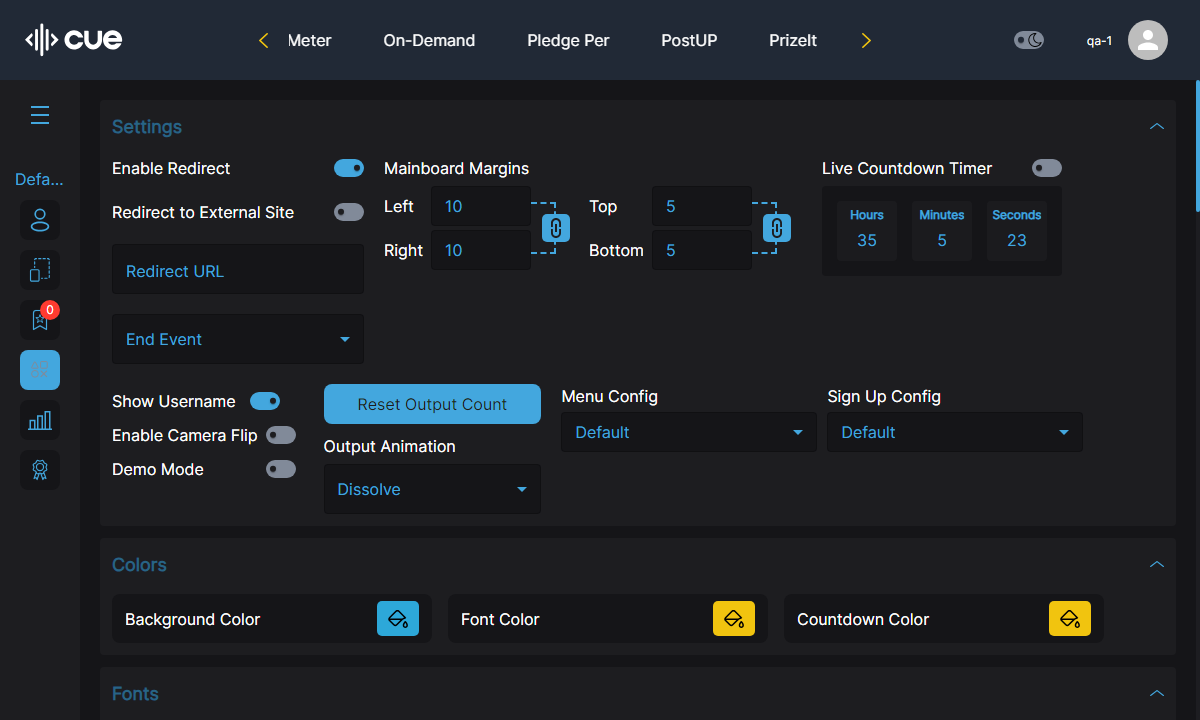 cue
Meter
On-Demand
Pledge Per
PostUP
PrizeIt
qa-1
Defa...
0
Settings
Enable Redirect
Redirect to External Site
Redirect URL
End Event
Mainboard Margins
Left
10
Right
10
Top
5
Bottom
5
Live Countdown Timer
Hours
35
Minutes
5
Seconds
23
Show Username
Enable Camera Flip
Demo Mode
Reset Output Count
Output Animation
Dissolve
Menu Config
Default
Sign Up Config
Default
Colors
Background Color
Font Color
Countdown Color
Fonts